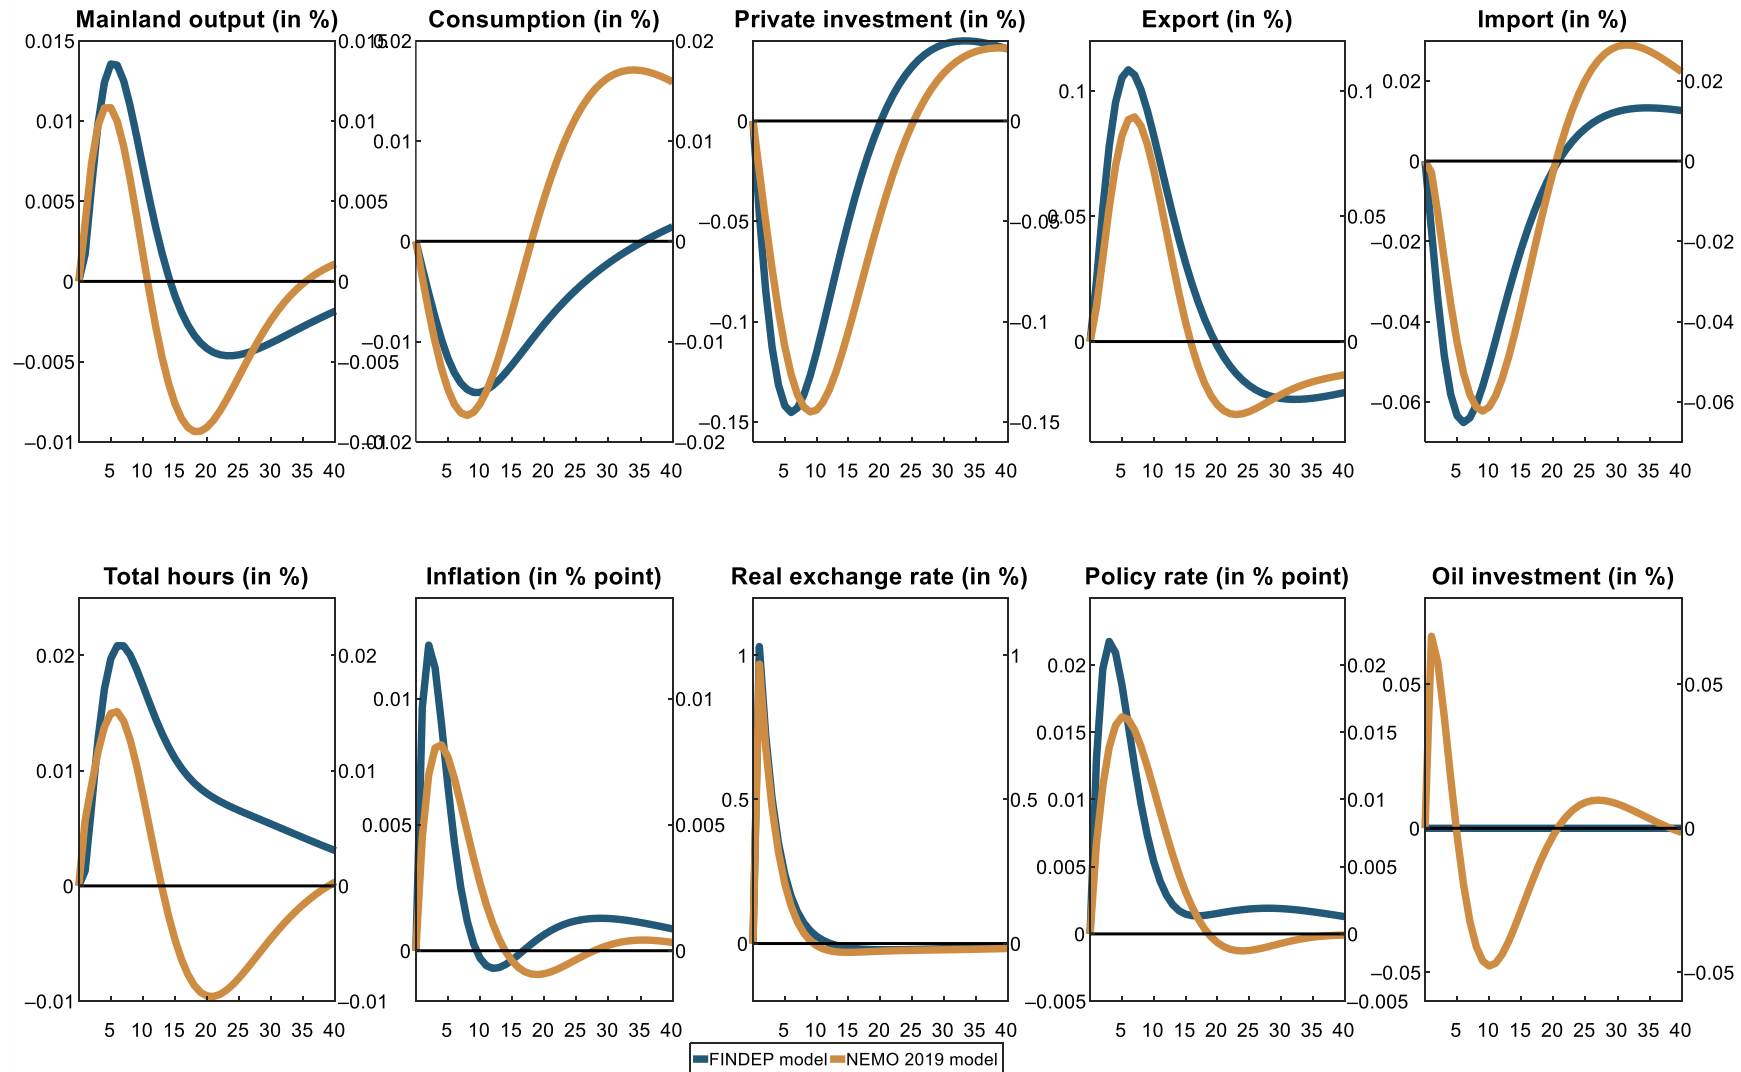 Mainland output (in %) Consumption (in %) Private investment (in %) Export (in %) Import (in %)
0.015 0.015 0.02 0.02
0.1 0.1 0.02 0.02
0.01 0.01 0.01 0.01 0 0
0.005 0.005 0 0 −0.05 −0.05 0.05 0.05 0 0
0 0 −0.01 −0.01 −0.1 −0.1 0 0 −0.02 −0.02
−0.005 −0.005 −0.04 −0.04
−0.01 −0.01 −0.02 −0.02 −0.15 −0.15 −0.06 −0.06
5 10 15 20 25 30 35 40 5 10 15 20 25 30 35 40 5 10 15 20 25 30 35 40 5 10 15 20 25 30 35 40 5 10 15 20 25 30 35 40
Total hours (in %) Inflation (in % point) Real exchange rate (in %) Policy rate (in % point) Oil investment (in %)
0.02 0.02 0.01 0.01 1 1 0.02 0.02 0.05 0.05
0.015 0.015
0.01 0.01 0.005 0.005 0.5 0.5 0.01 0.01 0 0
0.005 0.005
0 0 0 0 0 0 0 0 −0.05 −0.05
−0.01 −0.01 −0.005 −0.005
5 10 15 20 25 30 35 40 5 10 15 20 25 30 35 40 5 10 15 20 25 30 35 40 5 10 15 20 25 30 35 40 5 10 15 20 25 30 35 40
FINDEP model NEMO 2019 model